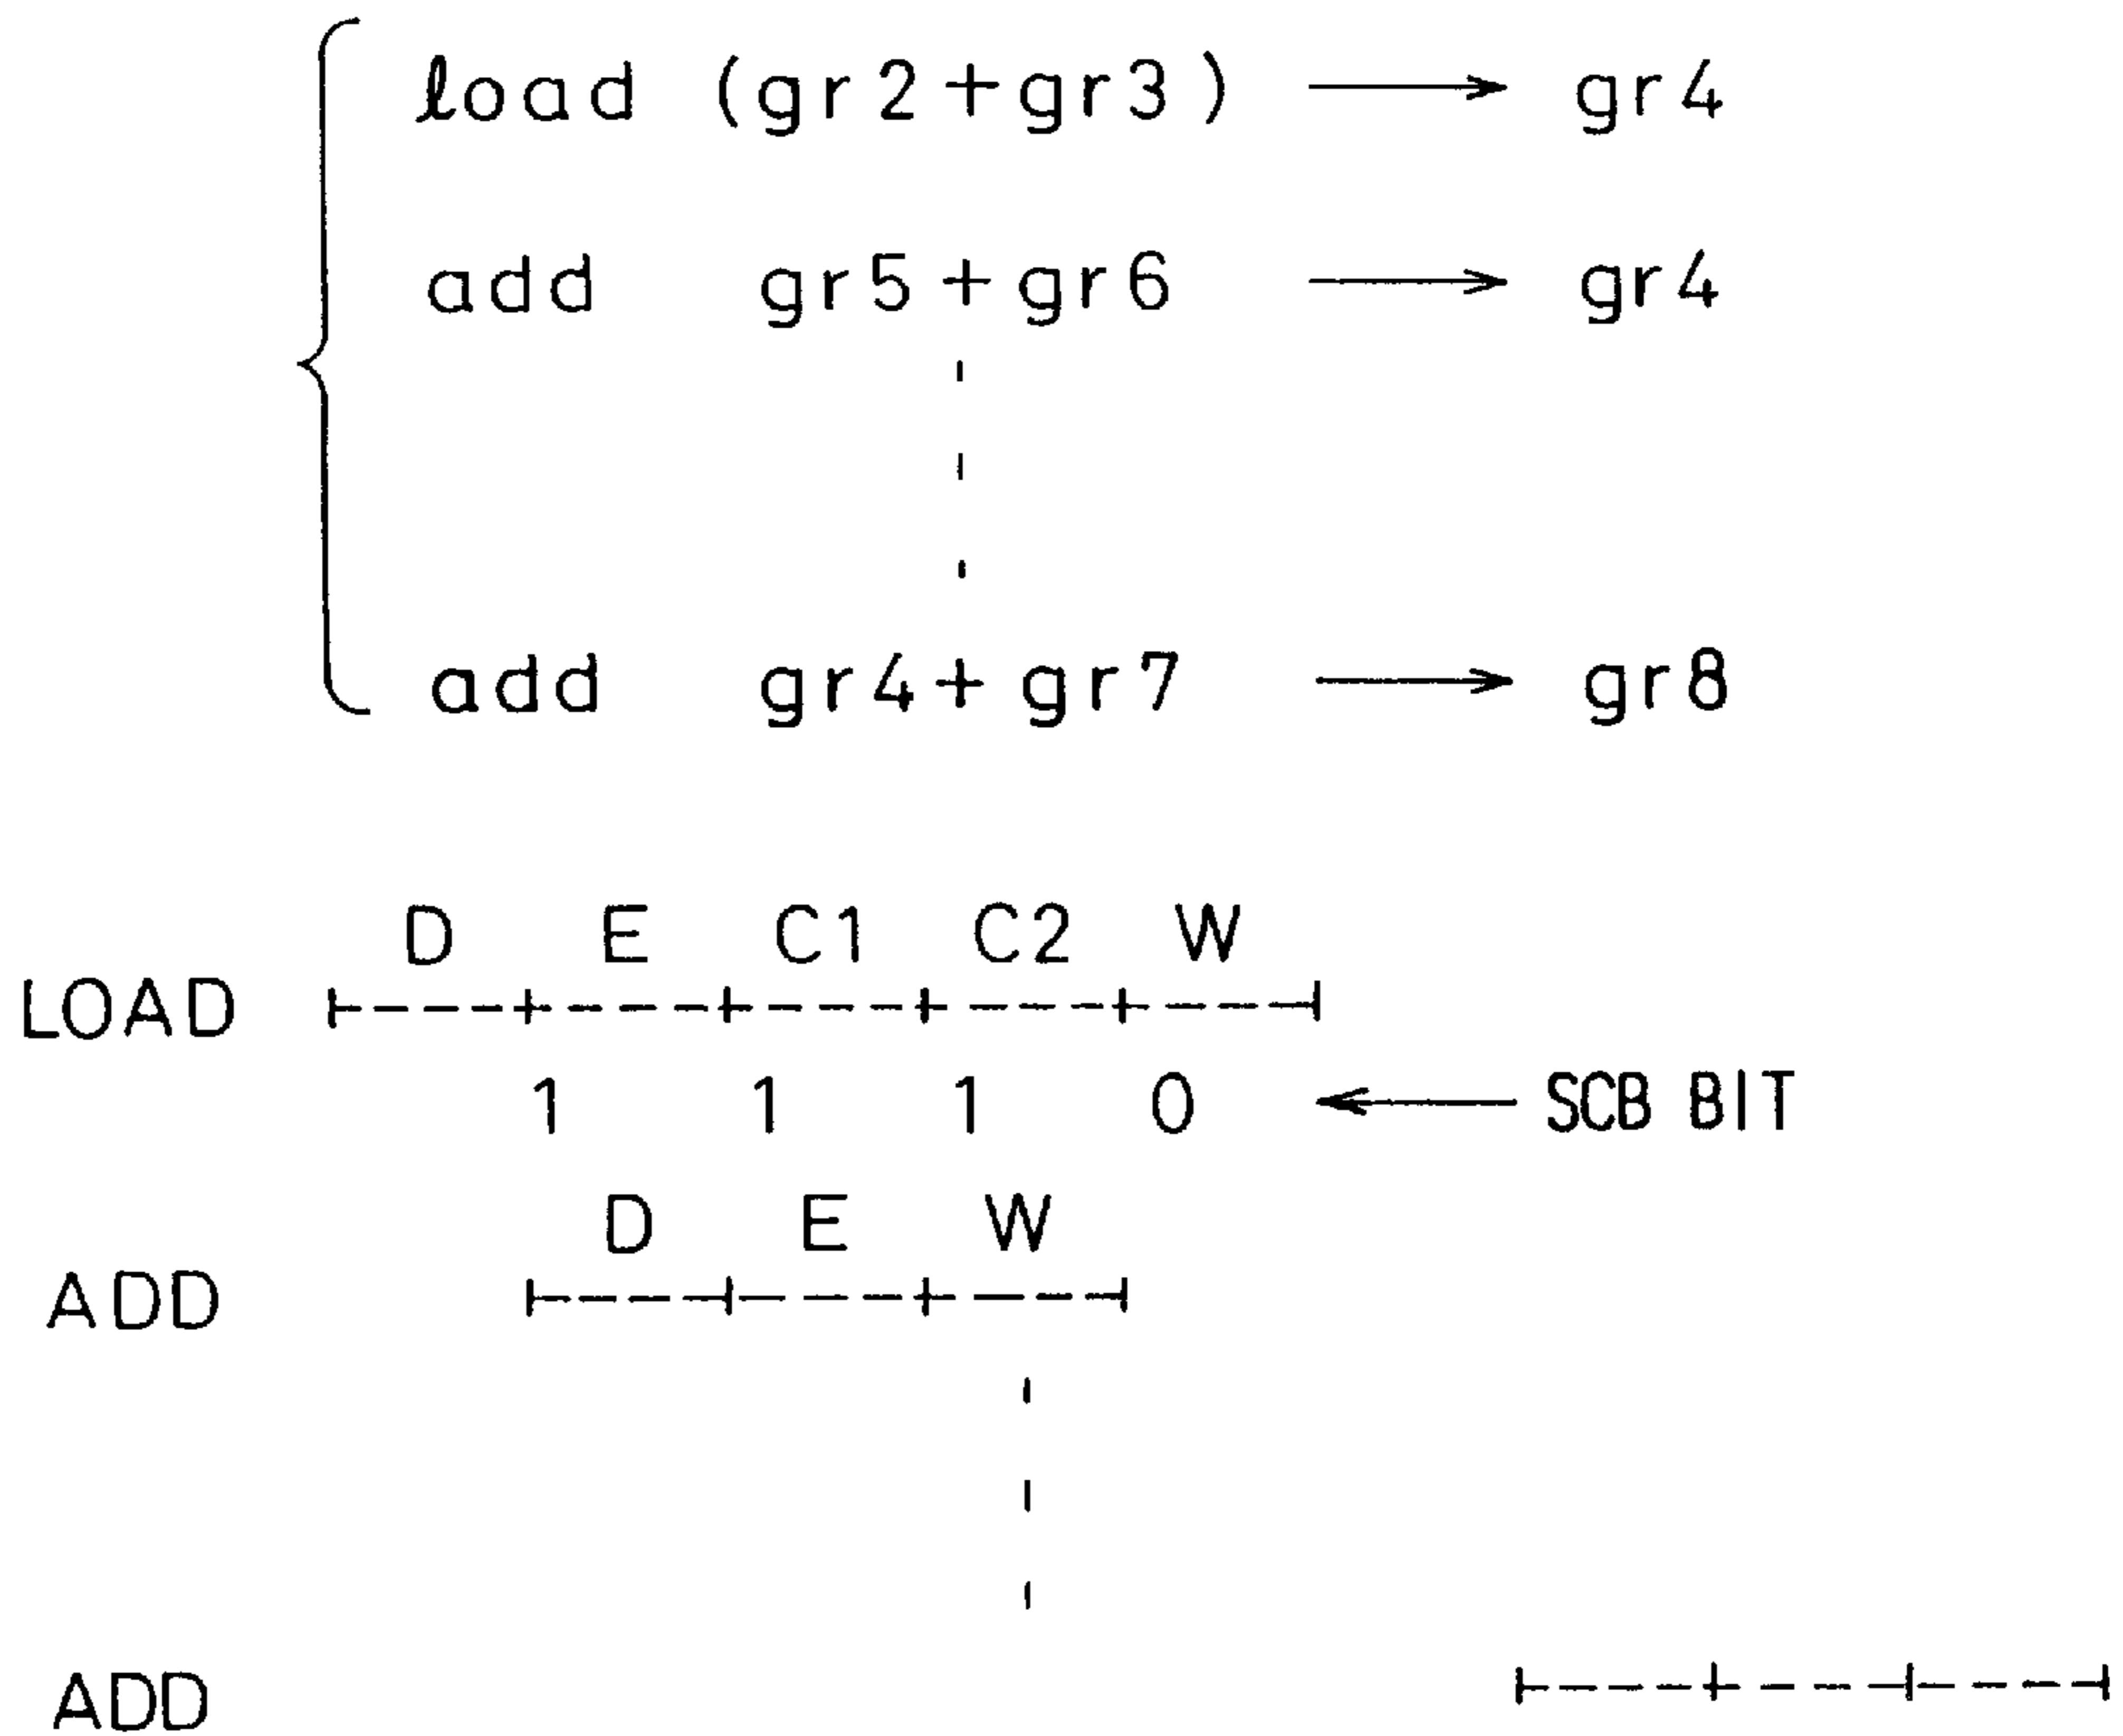 load (gr2+gr3) → gr4
add gr5+gr6 → gr4
add gr4+gr7 → gr8
D E C1 C2 W
LOAD
1 1 1 0 ← SCB BIT
D E W
ADD
ADD